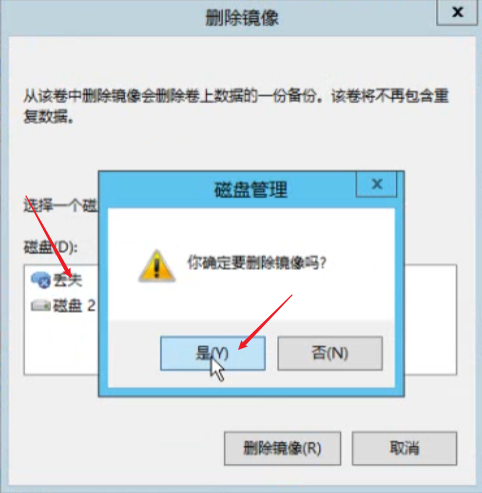 删除镜像
从该卷中删除镜像会删除卷上数据的一份备份。该卷将不再包含重
复数据。
选择一个磁
磁盘(D):
丢失
磁盘 2
磁盘管理
你确定要删除镜像吗?
是(Y)
否(N)
删除镜像(R)
取消